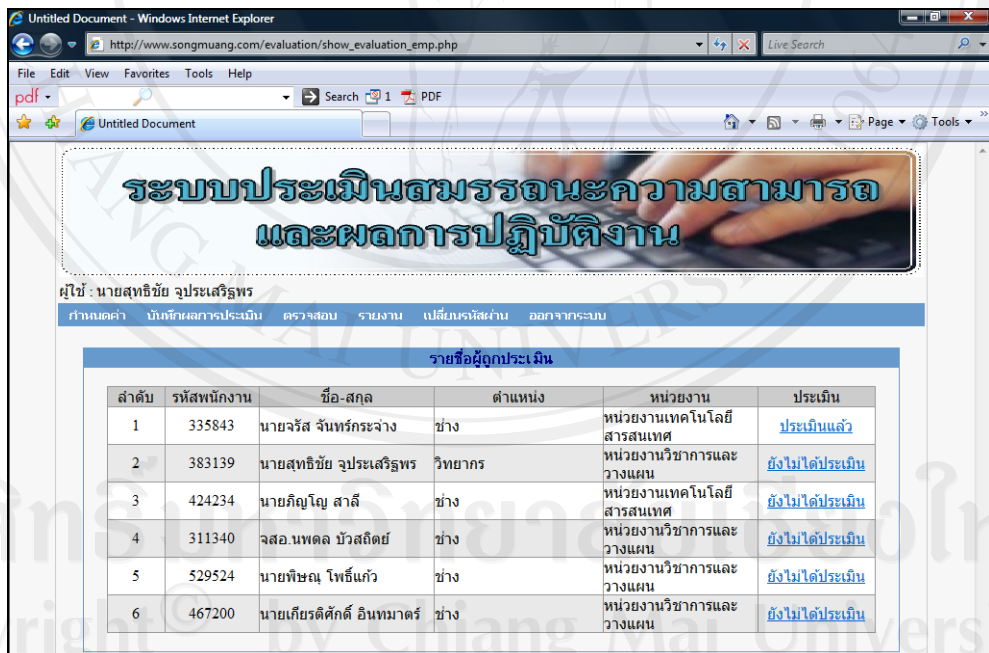 Untitled Document - Windows Internet Explorer
http://www.songmuang.com/evaluation/show_evaluation_emp.php
Live Search
File Edit View Favorites Tools Help
pdf
Search 1 PDF
Untitled Document
Page Tools
ระบบประเมินสมรรถนะความสามารถ
และผลการปฏิบัติงาน
ผู้ใช้ : นายสุทธิชัย จูประเสริฐพร
กำหนดค่า บันทึกผลการประเมิน ตรวจสอบ รายงาน เปลี่ยนรหัสผ่าน ออกจากระบบ
รายชื่อผู้ถูกประเมิน
ลำดับ รหัสพนักงาน ชื่อ-สกุล ตำแหน่ง หน่วยงาน ประเมิน
1 335843 นายจรัส จันทร์กระจ่าง ช่าง หน่วยงานเทคโนโลยี
สารสนเทศ ประเมินแล้ว
2 383139 นายสุทธิชัย จูประเสริฐพร วิทยากร หน่วยงานวิชาการและ
วางแผน ยังไม่ได้ประเมิน
3 424234 นายภิญโญ สาลี ช่าง หน่วยงานเทคโนโลยี
สารสนเทศ ยังไม่ได้ประเมิน
4 311340 จสอ.นพดล บัวสถิตย์ ช่าง หน่วยงานวิชาการและ
วางแผน ยังไม่ได้ประเมิน
5 529524 นายพิษณุ โพธิ์แก้ว ช่าง หน่วยงานวิชาการและ
วางแผน ยังไม่ได้ประเมิน
6 467200 นายเกียรติศักดิ์ อินทมาตร์ ช่าง หน่วยงานวิชาการและ
วางแผน ยังไม่ได้ประเมิน
by Chiang Mai Univers